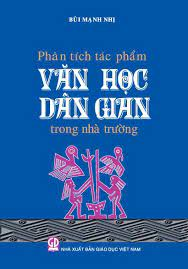 BÙI MẠNH NHỊ
Phân tích tác phẩm
VĂN HỌC
DÂN GIAN
trong nhà trường
NHÀ XUẤT BẢN GIÁO DỤC VIỆT NAM